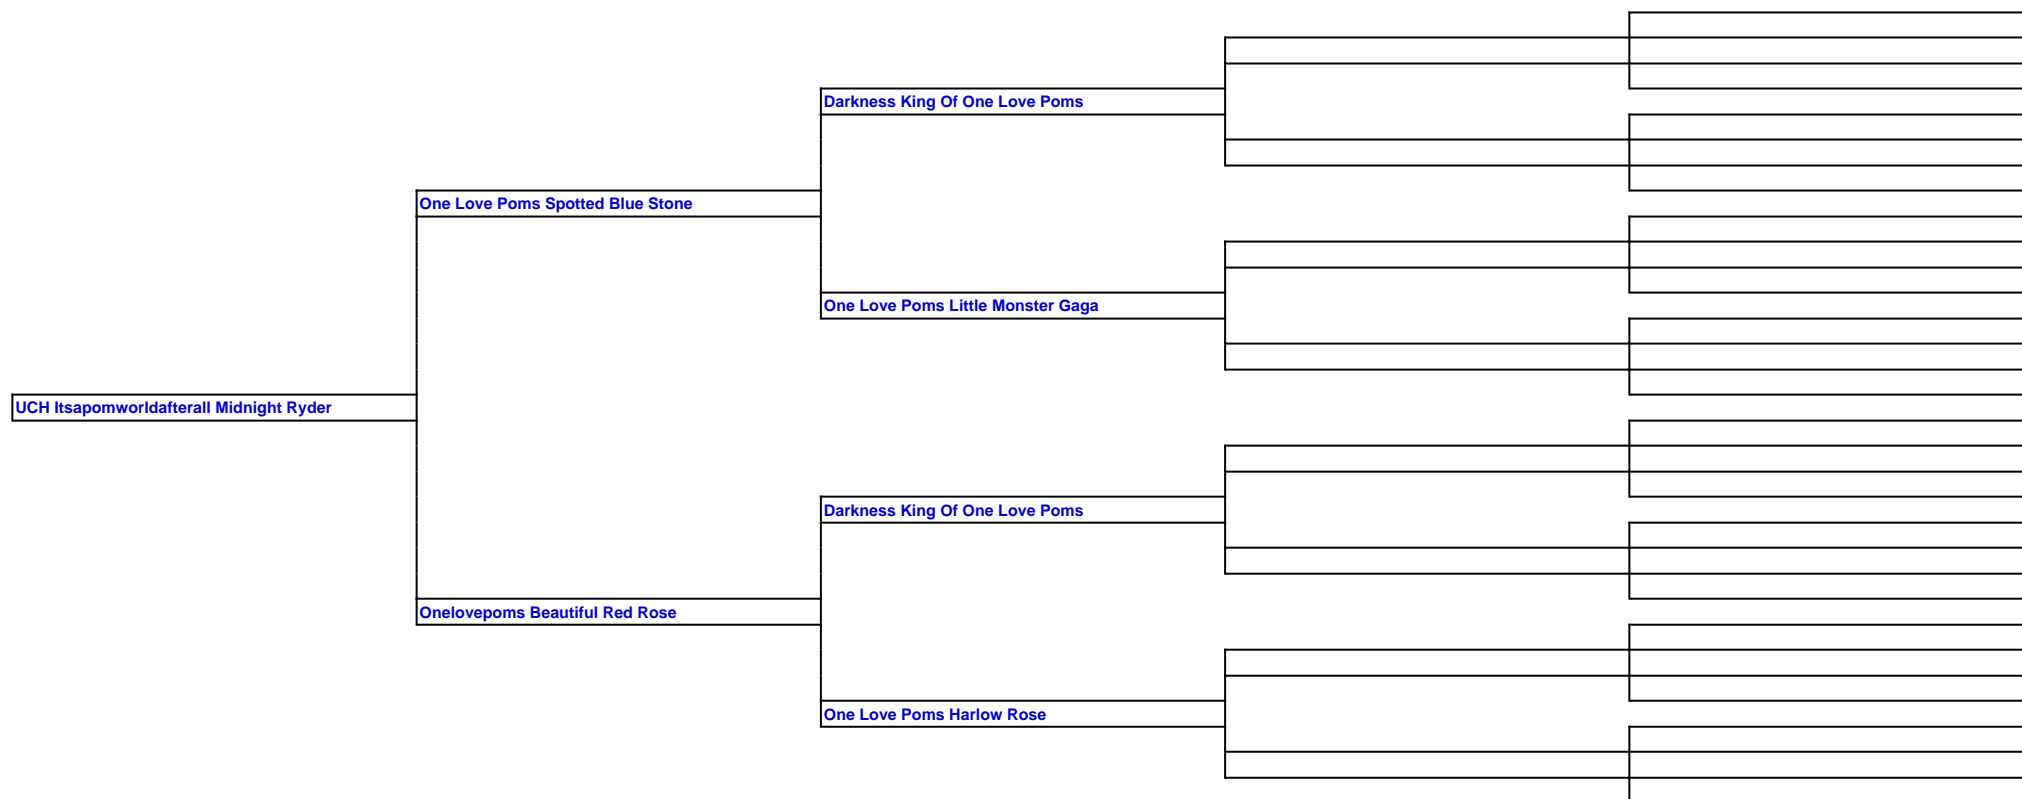 Darkness King Of One Love Poms
One Love Poms Spotted Blue Stone
One Love Poms Little Monster Gaga
UCH Itsapomworldafterall Midnight Ryder
Darkness King Of One Love Poms
Onelovepoms Beautiful Red Rose
One Love Poms Harlow Rose